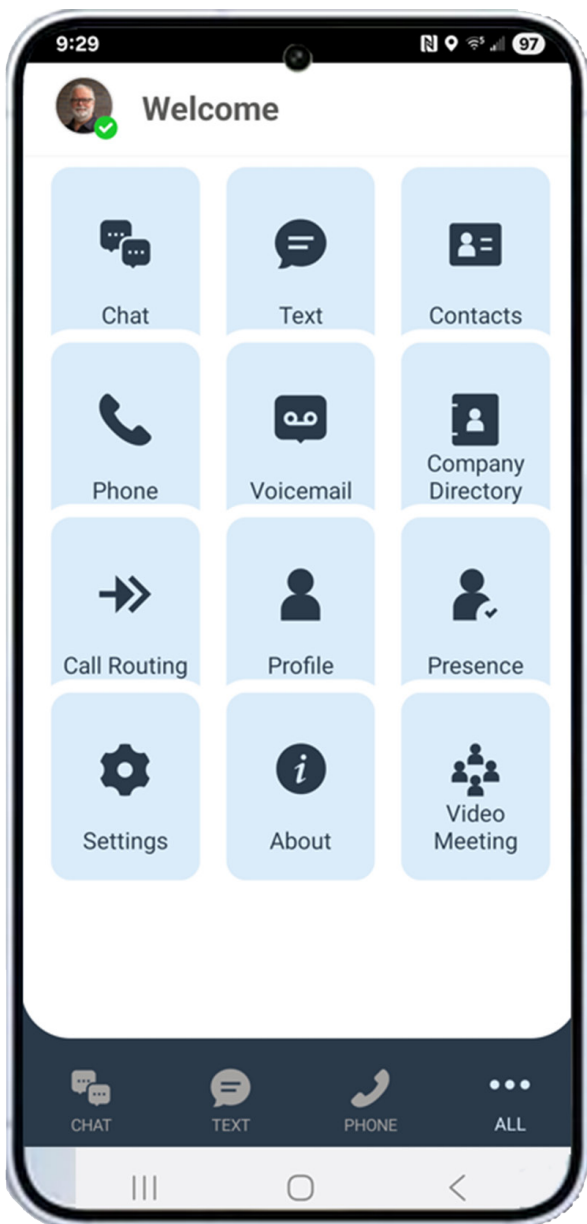 9:29
97
Welcome
Chat
Text
Contacts
Phone
Voicemail
Company
Directory
Call Routing
Profile
Presence
Settings
About
Video
Meeting
CHAT
TEXT
PHONE
ALL